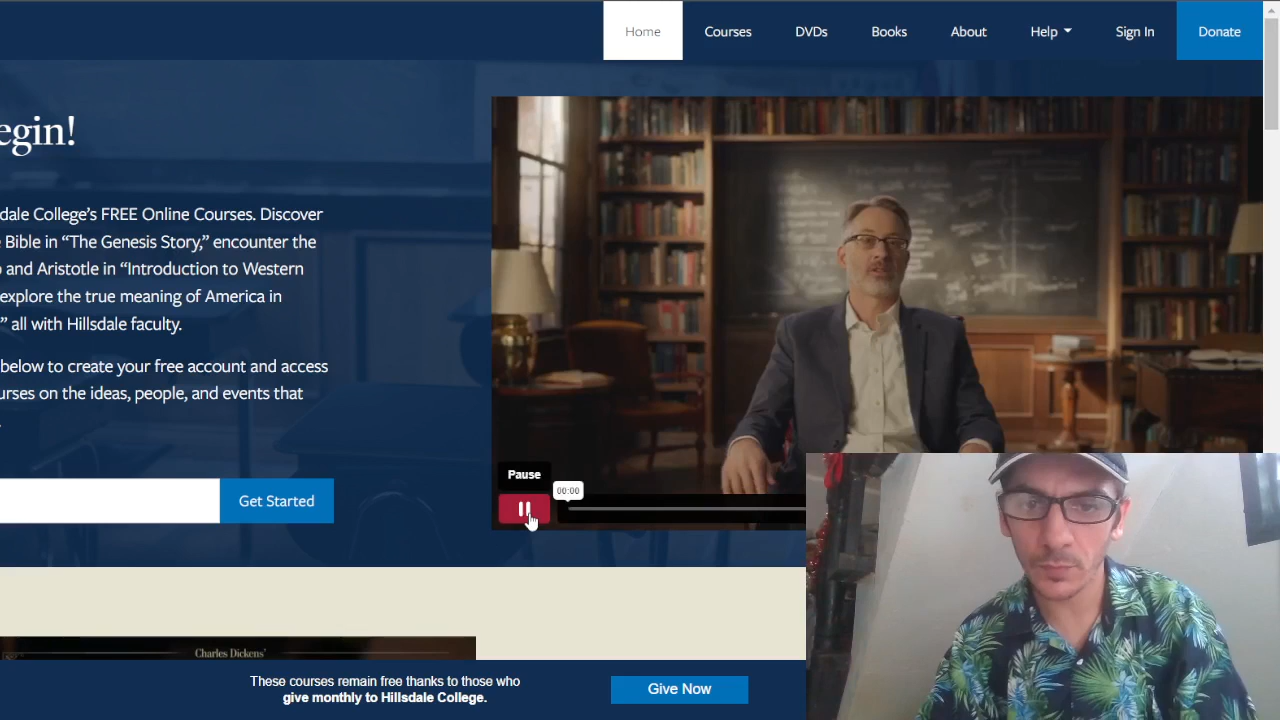 Home
Courses
DVDs
Books
About
Help
Sign In
Donate
egin!
sdale College’s FREE Online Courses. Discover
e Bible in “The Genesis Story,” encounter the
o and Aristotle in “Introduction to Western
explore the true meaning of America in
” all with Hillsdale faculty.
below to create your free account and access
urses on the ideas, people, and events that
.
Get Started
Pause
00:00
Charles Dickens’
These courses remain free thanks to those who
give monthly to Hillsdale College.
Give Now